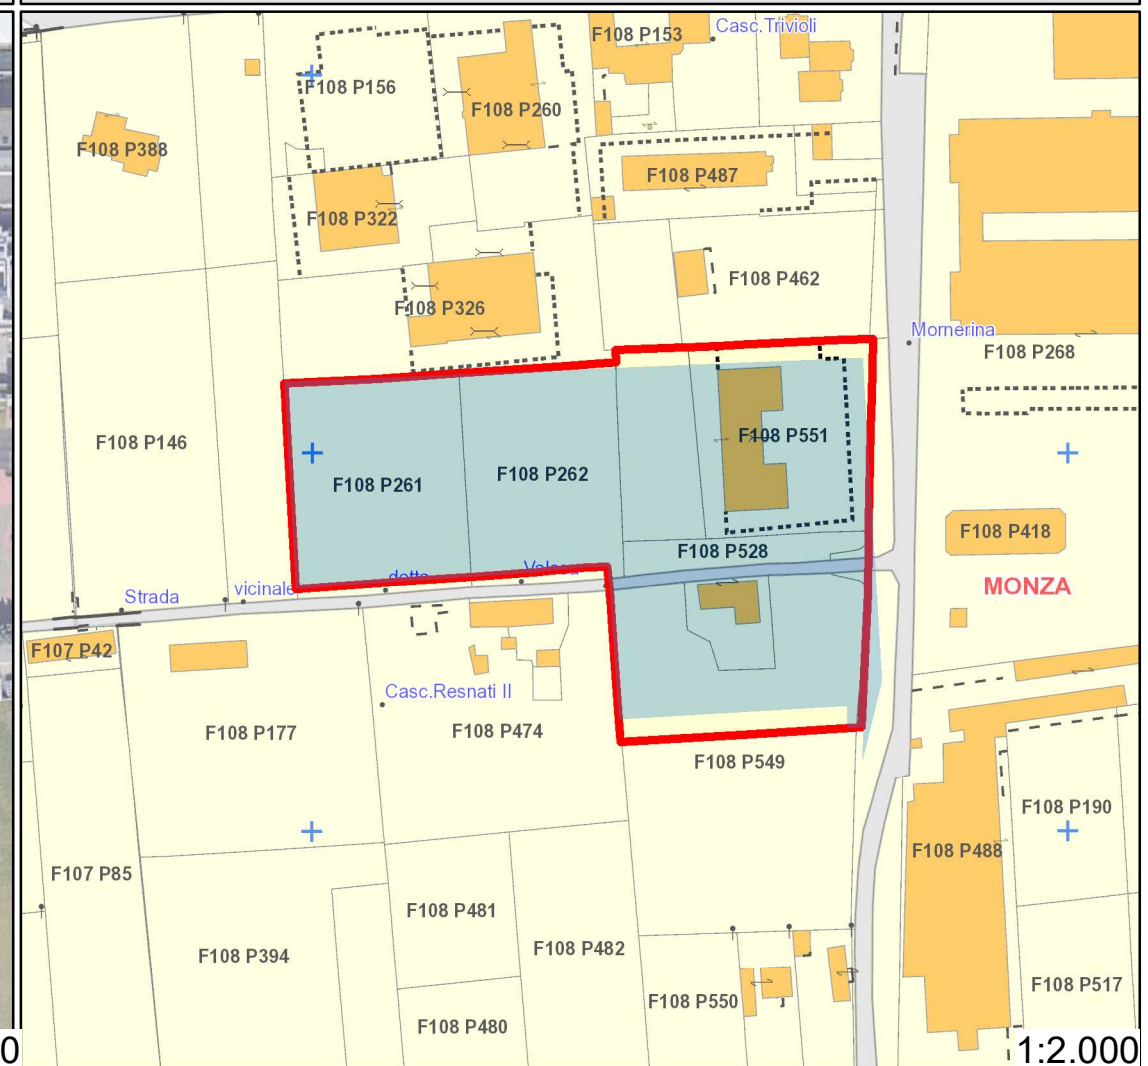 Casc.Trivioli
F108 P153
F108 P156
F108 P260
F108 P388
F108 P487
F108 P322
F108 P462
F108 P326
Mornerina
F108 P268
F108 P146
F108 P551
F108 P262
F108 P261
F108 P418
F108 P528
detto
MONZA
Strada
vicinale
F107 P42
Casc.Resnati II
F108 P177
F108 P474
F108 P549
F108 P190
F108 P488
F107 P85
F108 P481
F108 P482
F108 P394
F108 P517
F108 P550
F108 P480
0
1:2.000